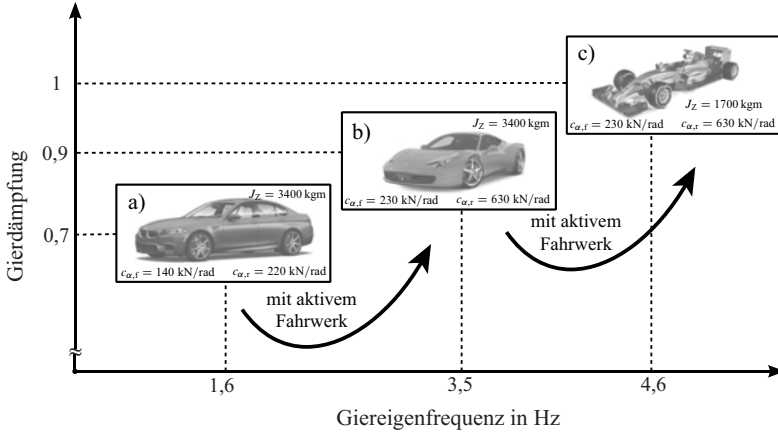 c)
1
J_Z = 1700 kgm
c_α,f = 230 kN/rad c_α,r = 630 kN/rad
b)
J_Z = 3400 kgm
0,9
c_α,f = 230 kN/rad c_α,r = 630 kN/rad
a)
J_Z = 3400 kgm
0,7
c_α,f = 140 kN/rad c_α,r = 220 kN/rad
mit aktivem
Fahrwerk
mit aktivem
Fahrwerk
Gierdämpfung
≈
1,6
3,5
4,6
Giereigenfrequenz in Hz